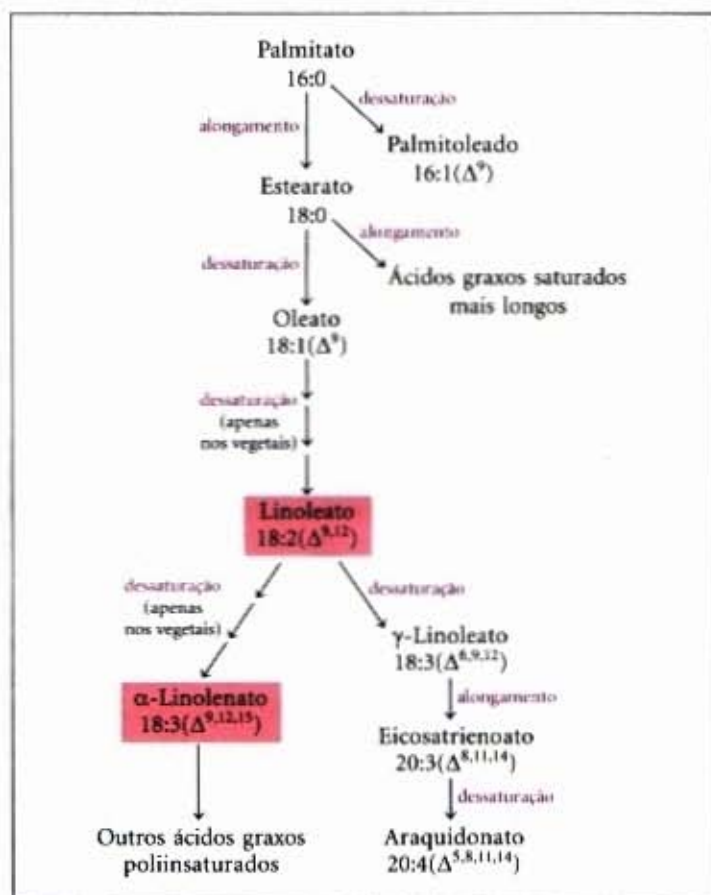 Palmitato
16:0
dessaturação
alongamento
Palmitoleado
16:1(Δ⁹)
Estearato
18:0
alongamento
dessaturação
Ácidos graxos saturados
mais longos
Oleato
18:1(Δ⁹)
dessaturação
(apenas
nos vegetais)
Linoleato
18:2(Δ⁹,¹²)
dessaturação
(apenas
nos vegetais)
dessaturação
γ-Linoleato
18:3(Δ⁶,⁹,¹²)
α-Linolenato
18:3(Δ⁹,¹²,¹⁵)
alongamento
Eicosatrienoato
20:3(Δ⁸,¹¹,¹⁴)
dessaturação
Outros ácidos graxos
poliinsaturados
Araquidonato
20:4(Δ⁵,⁸,¹¹,¹⁴)